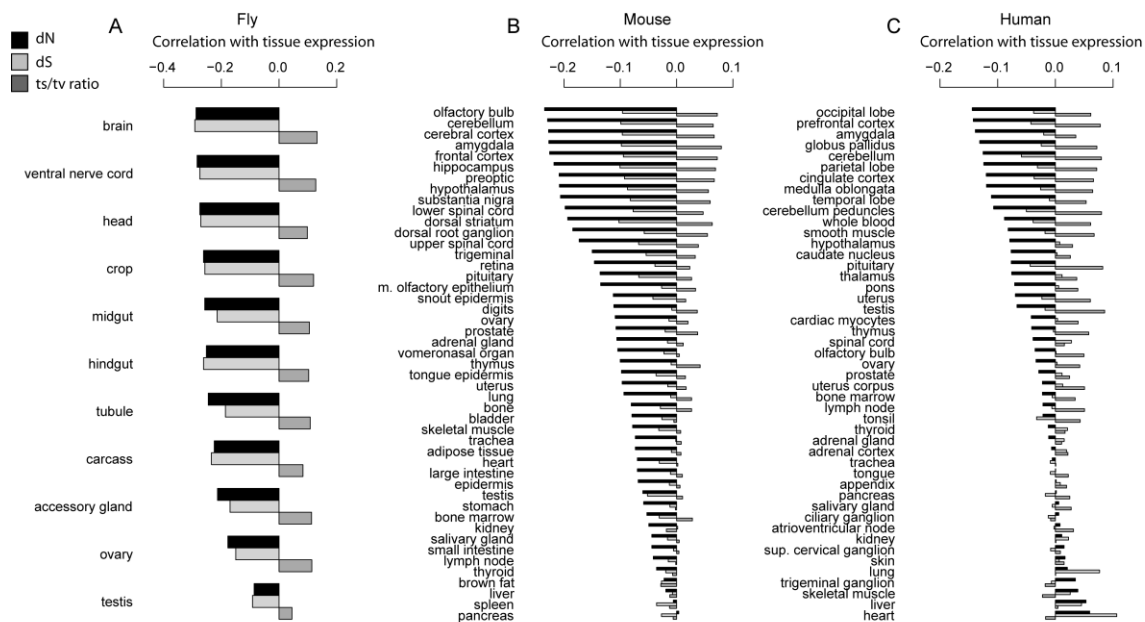 A
Fly
Correlation with tissue expression
−0.4 −0.2 0.0 0.2
dN
dS
ts/tv ratio
brain
ventral nerve cord
head
crop
midgut
hindgut
tubule
carcass
accessory gland
ovary
testis
B
Mouse
Correlation with tissue expression
−0.2 −0.1 0.0 0.1
olfactory bulb
cerebellum
cerebral cortex
amygdala
frontal cortex
hippocampus
preoptic
hypothalamus
substantia nigra
lower spinal cord
dorsal striatum
dorsal root ganglion
upper spinal cord
trigeminal
retina
pituitary
m. olfactory epithelium
snout epidermis
digits
ovary
prostate
adrenal gland
vomeronasal organ
thymus
tongue epidermis
uterus
lung
bone
bladder
skeletal muscle
trachea
adipose tissue
heart
large intestine
epidermis
testis
stomach
bone marrow
kidney
salivary gland
small intestine
lymph node
thyroid
brown fat
liver
spleen
pancreas
C
Human
Correlation with tissue expression
−0.2 −0.1 0.0 0.1
occipital lobe
prefrontal cortex
amygdala
globus pallidus
cerebellum
parietal lobe
cingulate cortex
medulla oblongata
temporal lobe
cerebellum peduncles
whole blood
smooth muscle
hypothalamus
caudate nucleus
pituitary
thalamus
pons
uterus
testis
cardiac myocytes
thymus
spinal cord
olfactory bulb
ovary
prostate
uterus corpus
bone marrow
lymph node
tonsil
thyroid
adrenal gland
adrenal cortex
trachea
tongue
appendix
pancreas
salivary gland
ciliary ganglion
atrioventricular node
kidney
sup. cervical ganglion
skin
lung
trigeminal ganglion
skeletal muscle
liver
heart